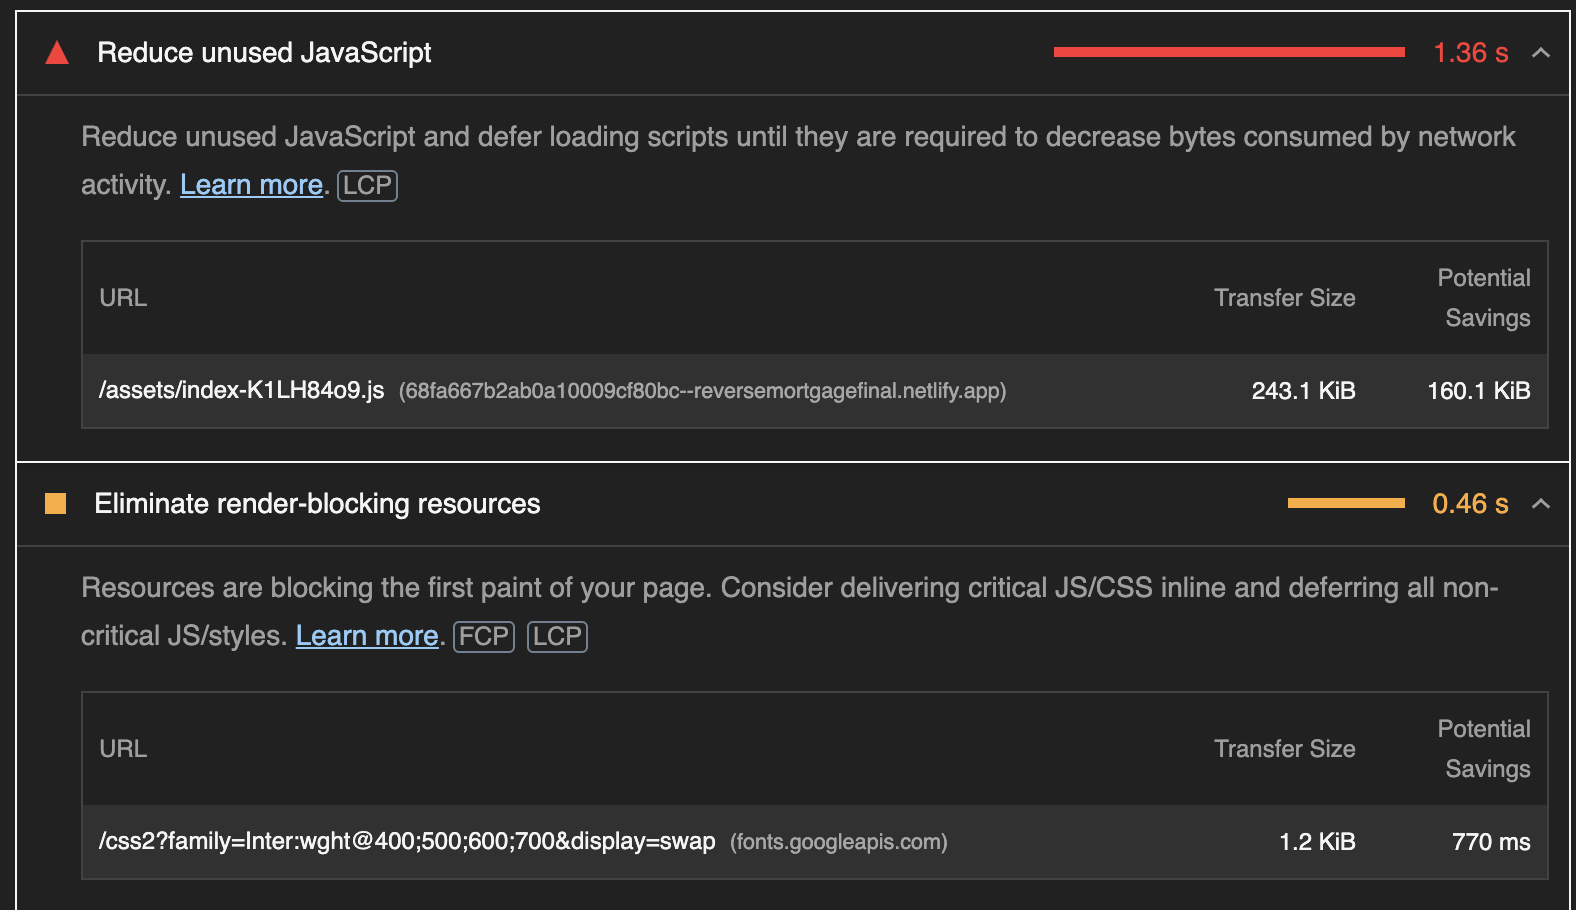 Reduce unused JavaScript 1.36 s
Reduce unused JavaScript and defer loading scripts until they are required to decrease bytes consumed by network
activity. Learn more. LCP
URL Transfer Size Potential Savings
/assets/index-K1LH84o9.js (68fa667b2ab0a10009cf80bc--reversemortgagefinal.netlify.app) 243.1 KiB 160.1 KiB
Eliminate render-blocking resources 0.46 s
Resources are blocking the first paint of your page. Consider delivering critical JS/CSS inline and deferring all non-
critical JS/styles. Learn more. FCP LCP
URL Transfer Size Potential Savings
/css2?family=Inter:wght@400;500;600;700&display=swap (fonts.googleapis.com) 1.2 KiB 770 ms